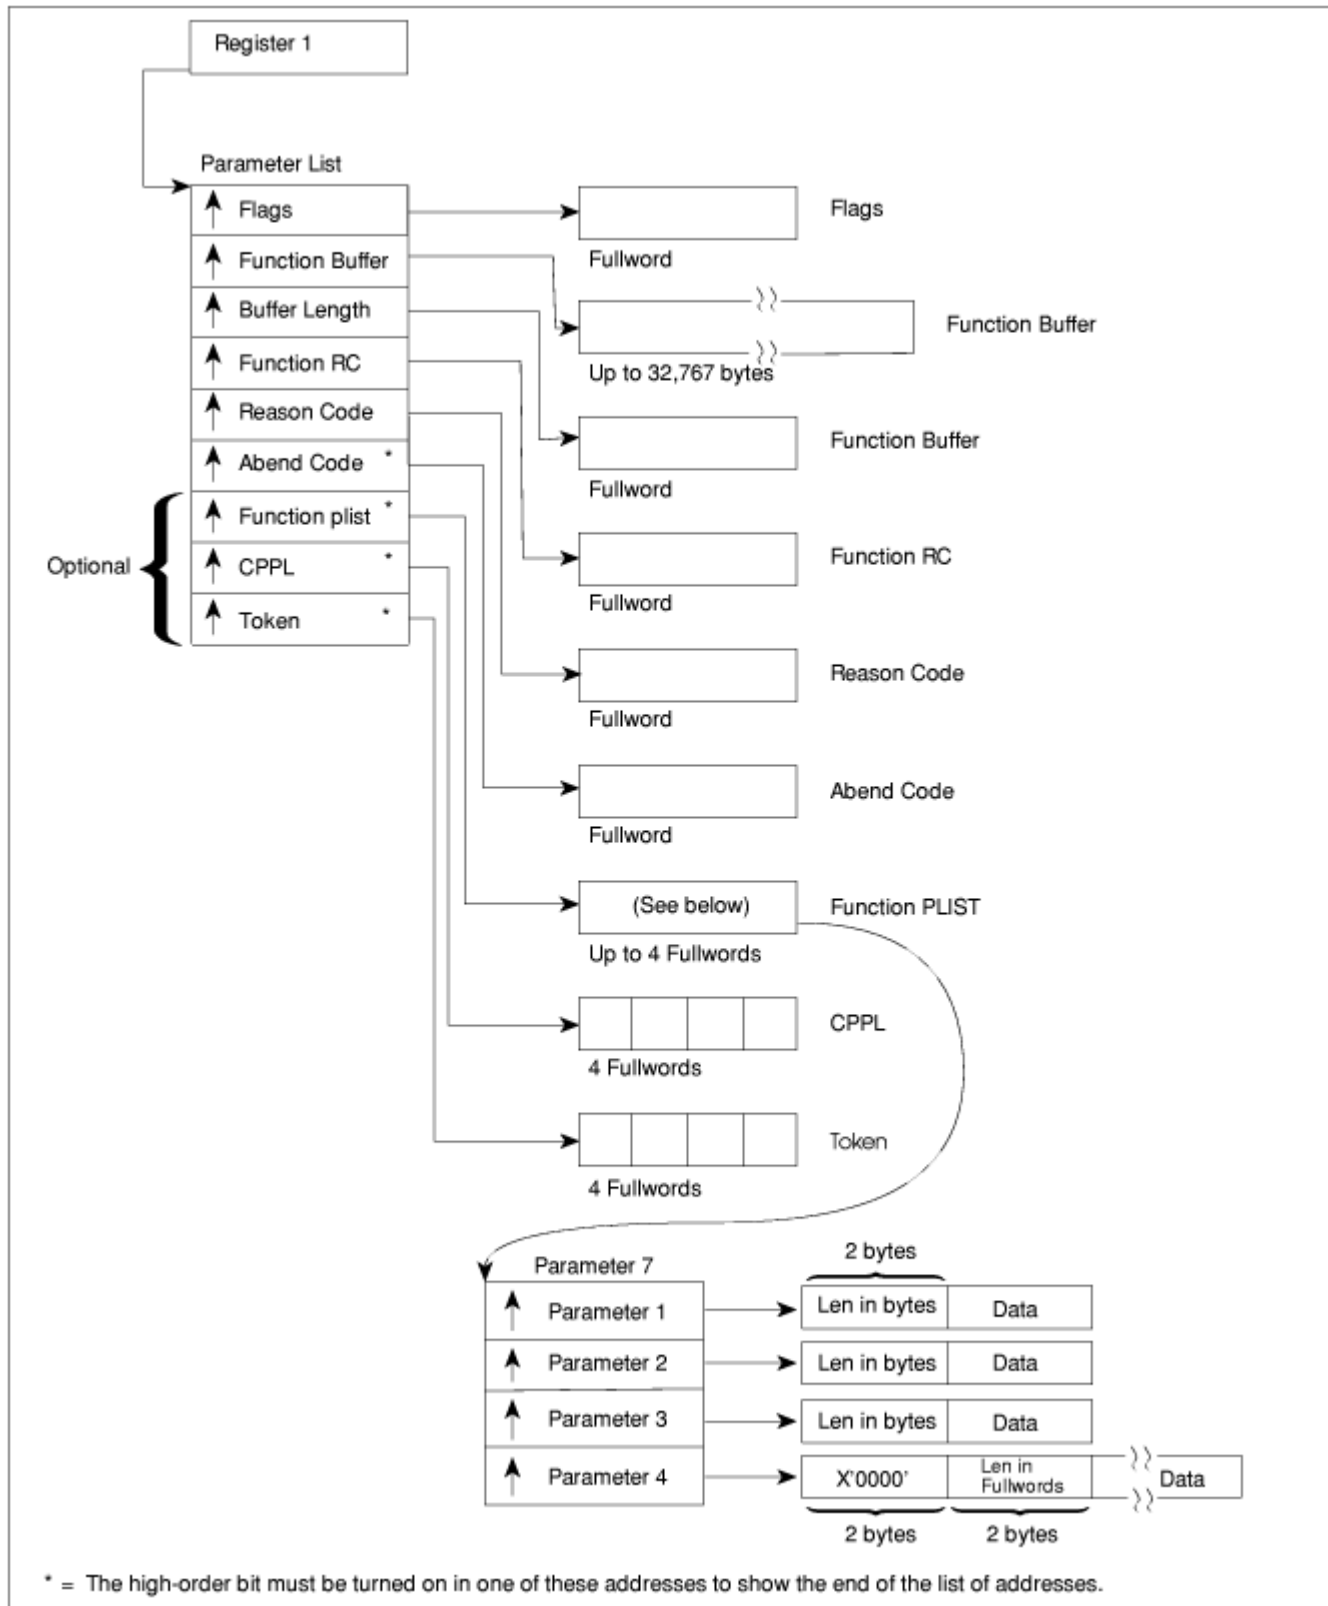 Register 1
Parameter List
Flags
Function Buffer
Buffer Length
Function RC
Reason Code
Abend Code *
Function plist *
CPPL *
Token *
Optional
Flags
Fullword
Function Buffer
Up to 32,767 bytes
Function Buffer
Fullword
Function RC
Fullword
Reason Code
Fullword
Abend Code
Fullword
(See below) Function PLIST
Up to 4 Fullwords
CPPL
4 Fullwords
Token
4 Fullwords
2 bytes
Parameter 7
Parameter 1 Len in bytes Data
Parameter 2 Len in bytes Data
Parameter 3 Len in bytes Data
Parameter 4 X'0000' Len in Fullwords Data
2 bytes 2 bytes
* = The high-order bit must be turned on in one of these addresses to show the end of the list of addresses.